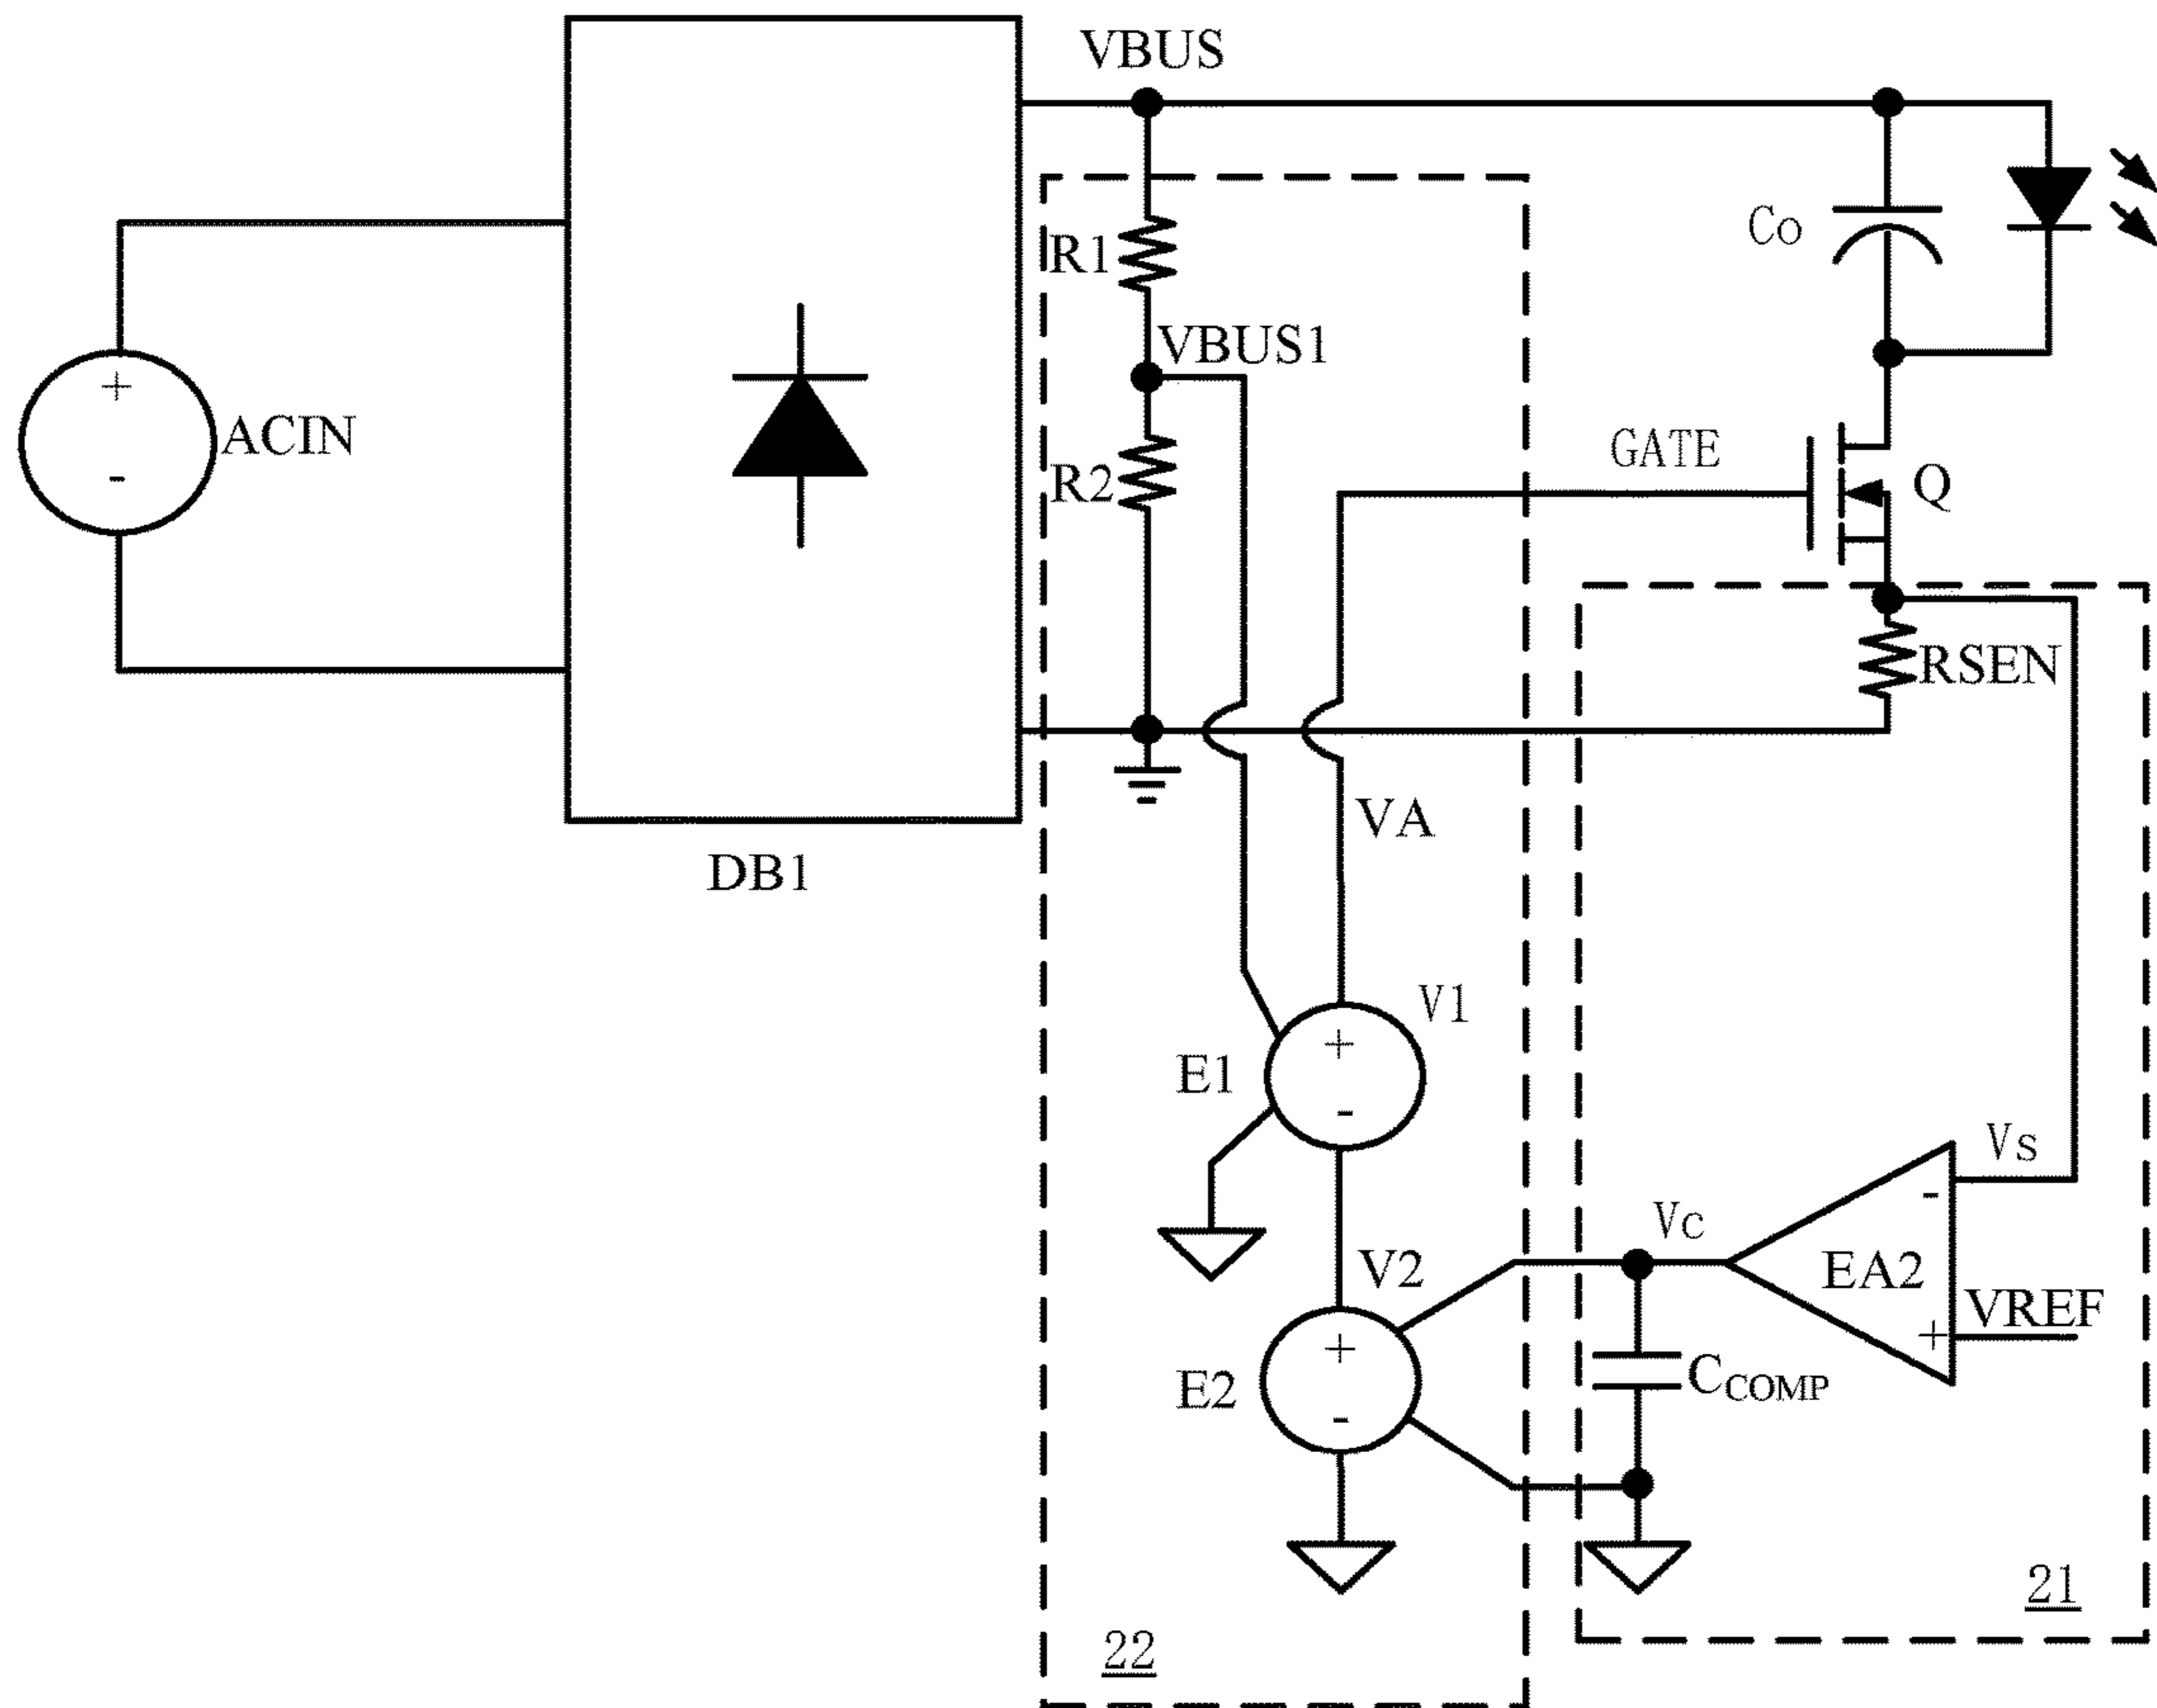 VBUS
R1
Co
VBUS1
+
ACIN
-
R2
GATE
Q
RSEN
VA
DB1
V1
+
E1
-
Vs
-
Vc
V2
EA2
VREF
+
+
E2
CCOMP
-
21
22